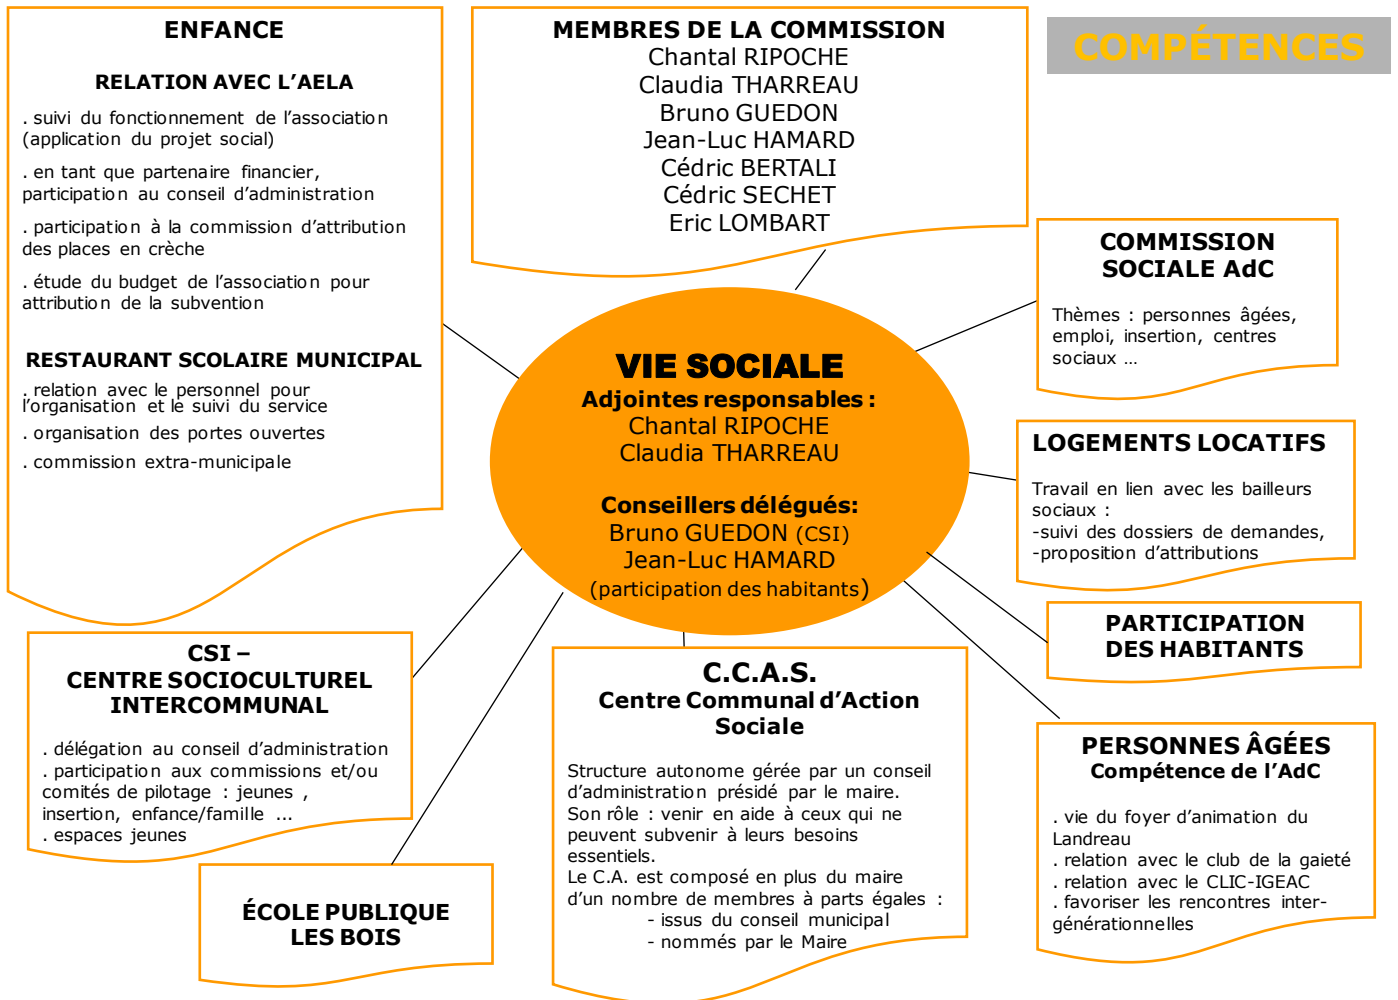 ENFANCE
RELATION AVEC L’AELA
. suivi du fonctionnement de l’association
(application du projet social)
. en tant que partenaire financier,
participation au conseil d’administration
. participation à la commission d’attribution
des places en crèche
. étude du budget de l’association pour
attribution de la subvention
RESTAURANT SCOLAIRE MUNICIPAL
. relation avec le personnel pour
l’organisation et le suivi du service
. organisation des portes ouvertes
. commission extra-municipale
MEMBRES DE LA COMMISSION
Chantal RIPOCHE
Claudia THARREAU
Bruno GUEDON
Jean-Luc HAMARD
Cédric BERTALI
Cédric SECHET
Eric LOMBART
COMPÉTENCES
COMMISSION
SOCIALE AdC
Thèmes : personnes âgées,
emploi, insertion, centres
sociaux …
VIE SOCIALE
Adjointes responsables :
Chantal RIPOCHE
Claudia THARREAU
Conseillers délégués:
Bruno GUEDON (CSI)
Jean-Luc HAMARD
(participation des habitants)
LOGEMENTS LOCATIFS
Travail en lien avec les bailleurs
sociaux :
-suivi des dossiers de demandes,
-proposition d’attributions
PARTICIPATION
DES HABITANTS
CSI –
CENTRE SOCIOCULTUREL
INTERCOMMUNAL
. délégation au conseil d’administration
. participation aux commissions et/ou
comités de pilotage : jeunes ,
insertion, enfance/famille …
. espaces jeunes
C.C.A.S.
Centre Communal d’Action
Sociale
Structure autonome gérée par un conseil
d’administration présidé par le maire.
Son rôle : venir en aide à ceux qui ne
peuvent subvenir à leurs besoins
essentiels.
Le C.A. est composé en plus du maire
d’un nombre de membres à parts égales :
- issus du conseil municipal
- nommés par le Maire
PERSONNES ÂGÉES
Compétence de l’AdC
. vie du foyer d’animation du
Landreau
. relation avec le club de la gaieté
. relation avec le CLIC-IGEAC
. favoriser les rencontres inter-
générationnelles
ÉCOLE PUBLIQUE
LES BOIS